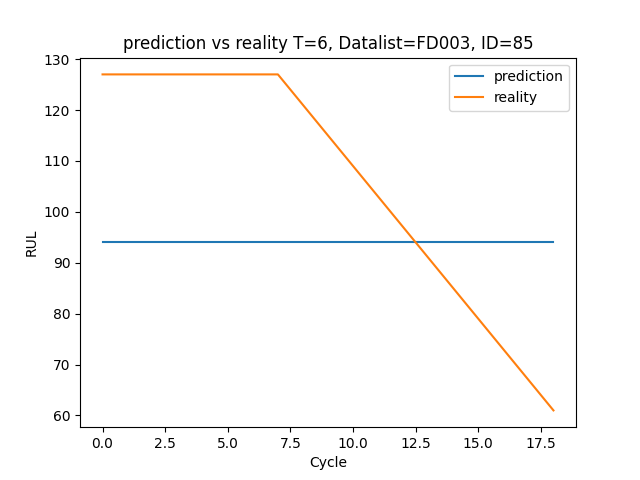 prediction vs reality T=6, Datalist=FD003, ID=85
prediction
reality
RUL
130
120
110
100
90
80
70
60
0.0 2.5 5.0 7.5 10.0 12.5 15.0 17.5
Cycle